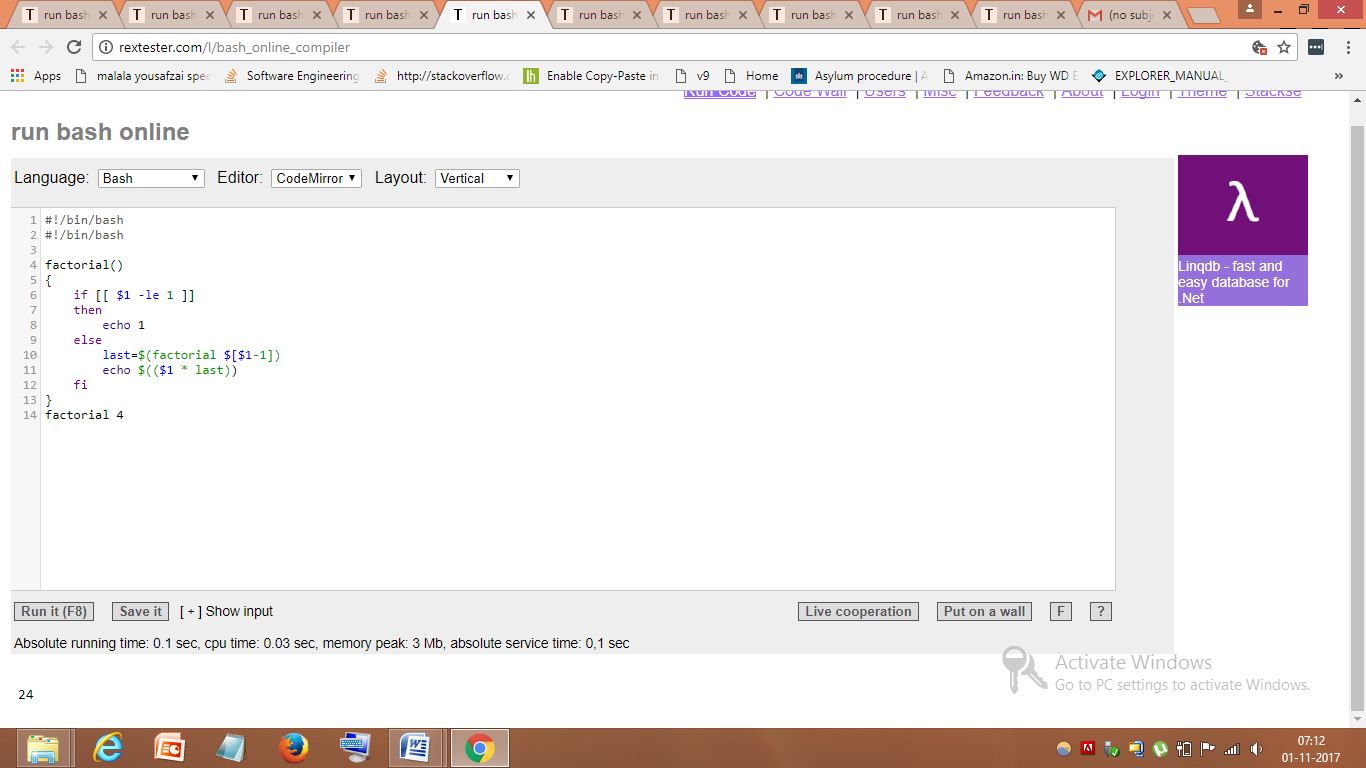 run bash
run bash
run bash
run bash
run bash
run bash
run bash
run bash
run bash
run bash
(no subj
rextester.com/l/bash_online_compiler
Apps
malala yousafzai spee
Software Engineering
http://stackoverflow.c
Enable Copy-Paste in
v9
Home
Asylum procedure | A
Amazon.in: Buy WD E
EXPLORER_MANUAL_
»
Run Code | Code Wall | Users | Misc | Feedback | About | Login | Theme | Stackse
run bash online
Language: Bash Editor: CodeMirror Layout: Vertical
1 #!/bin/bash
2 #!/bin/bash
3
4 factorial()
5 {
6 if [[ $1 -le 1 ]]
7 then
8 echo 1
9 else
10 last=$(factorial $[$1-1])
11 echo $(($1 * last))
12 fi
13 }
14 factorial 4
λ
Linqdb - fast and
easy database for
.Net
Run it (F8) Save it [ + ] Show input
Live cooperation Put on a wall F ?
Absolute running time: 0.1 sec, cpu time: 0.03 sec, memory peak: 3 Mb, absolute service time: 0,1 sec
Activate Windows
Go to PC settings to activate Windows.
24
07:12
01-11-2017